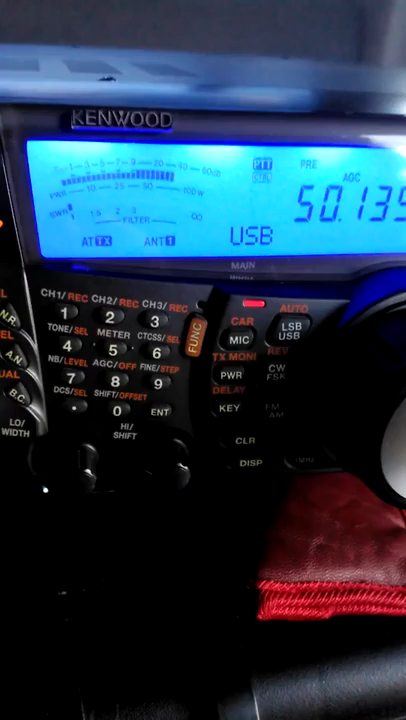 KENWOOD
1 3 5 7 9 20 40 60dB
PTT
PRE
AGC
PWR 10 25 50 100W
50.135
SWR 1 1.5 2 3 ∞
FILTER
AT TX
ANT 1
USB
MAIN
CH1/REC CH2/REC CH3/REC
AUTO
1 2 3
CAR
LSB
USB
TONE/SEL METER CTCSS/SEL
FUNC
MIC
4 5 6
TX MONI
REV
NB/LEVEL AGC/OFF FINE/STEP
PWR
CW
FSK
7 8 9
DELAY
DCS/SEL SHIFT/OFFSET
KEY
FM
AM
. 0 ENT
LO/
WIDTH
HI/
SHIFT
CLR
DISP
N.R.
A.N.
B.C.